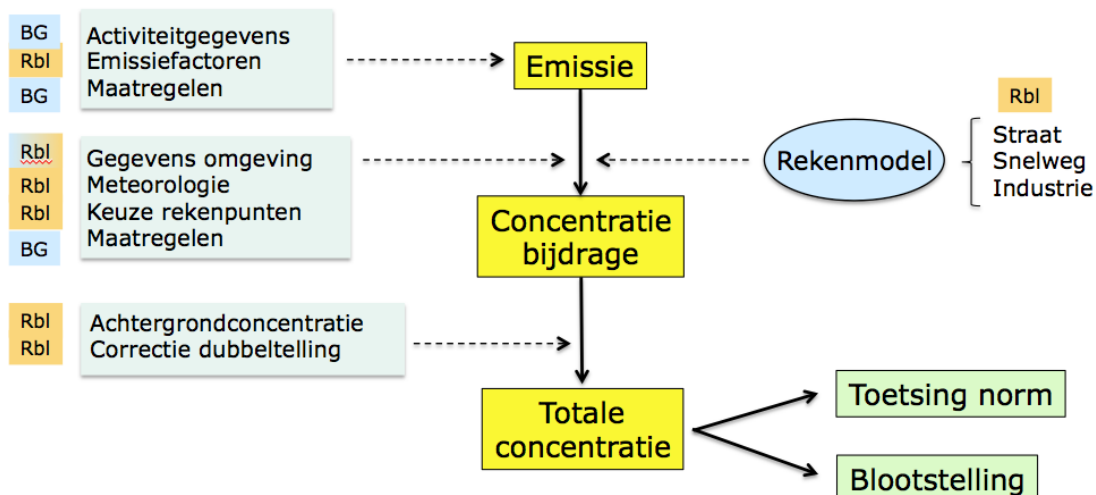 BG Activiteitgegevens
Rbl Emissiefactoren
BG Maatregelen
Emissie
Rbl
Straat
Snelweg
Industrie
Rekenmodel
Rbl Gegevens omgeving
Rbl Meteorologie
Rbl Keuze rekenpunten
BG Maatregelen
Concentratie
bijdrage
Rbl Achtergrondconcentratie
Rbl Correctie dubbeltelling
Totale
concentratie
Toetsing norm
Blootstelling